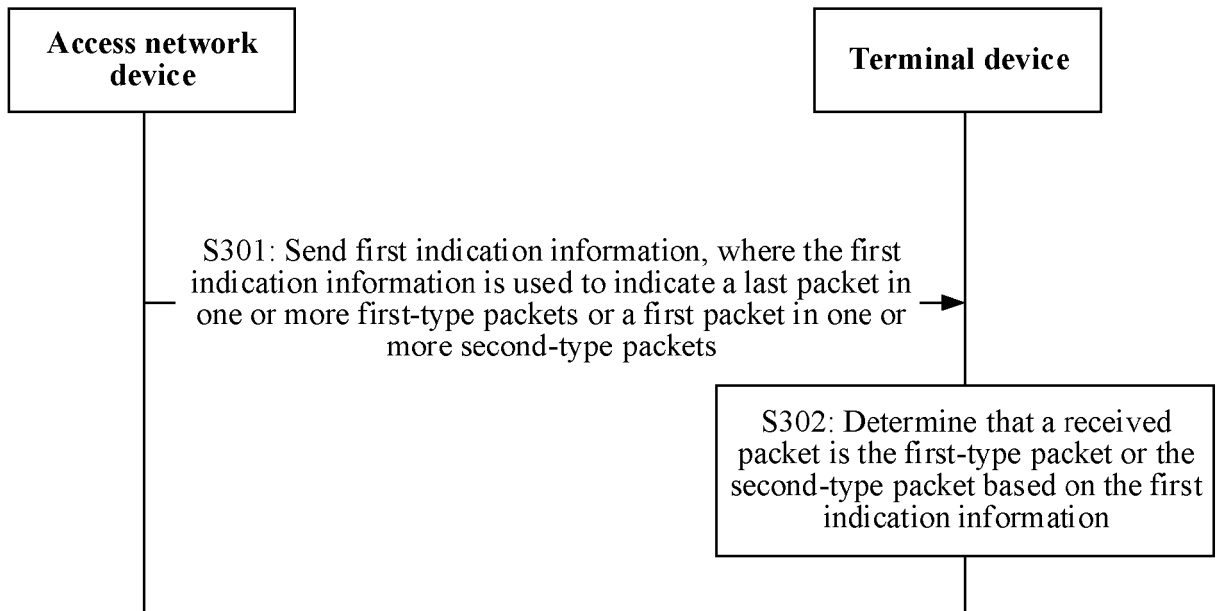 Access network
device
Terminal device
S301: Send first indication information, where the first
indication information is used to indicate a last packet in
one or more first-type packets or a first packet in one or
more second-type packets
S302: Determine that a received
packet is the first-type packet or the
second-type packet based on the first
indication information